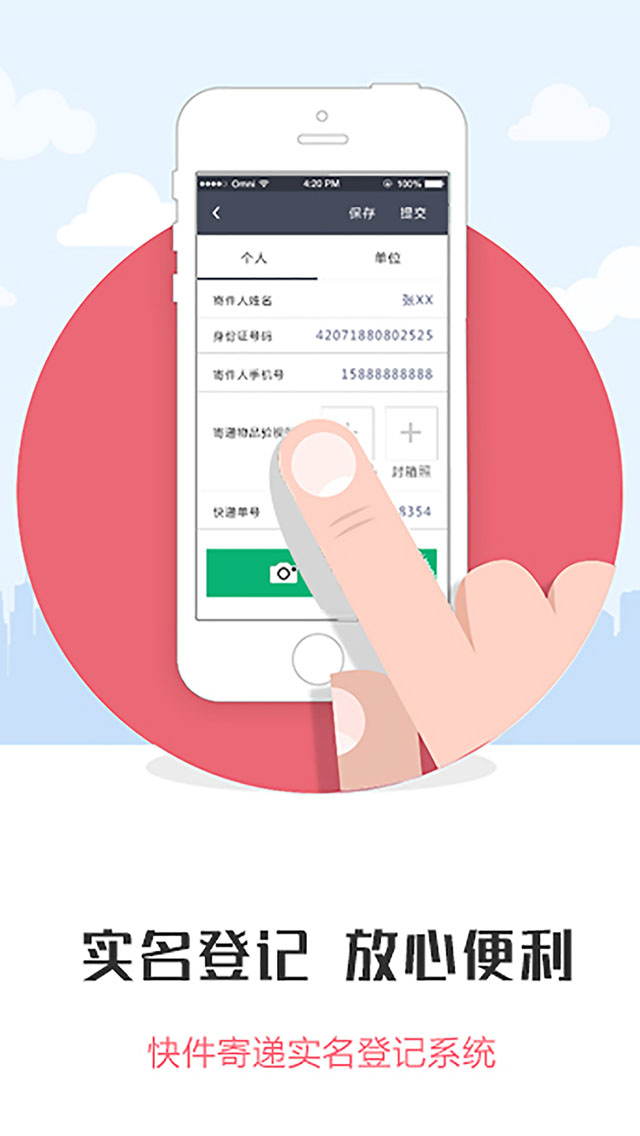 Omni 4:20 PM 100%
保存 提交
个人 单位
寄件人姓名 张XX
身份证号码 42071880802525
寄件人手机号 15888888888
寄递物品验视
封箱照
快递单号 8354
实名登记 放心便利
快件寄递实名登记系统